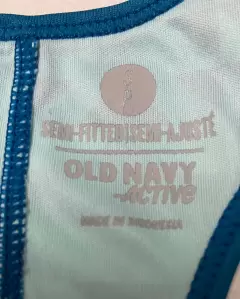 SEMI-FITTED|SEMI-AJUSTÉ
OLD NAVY
ACTIVE
MADE IN INDONESIA